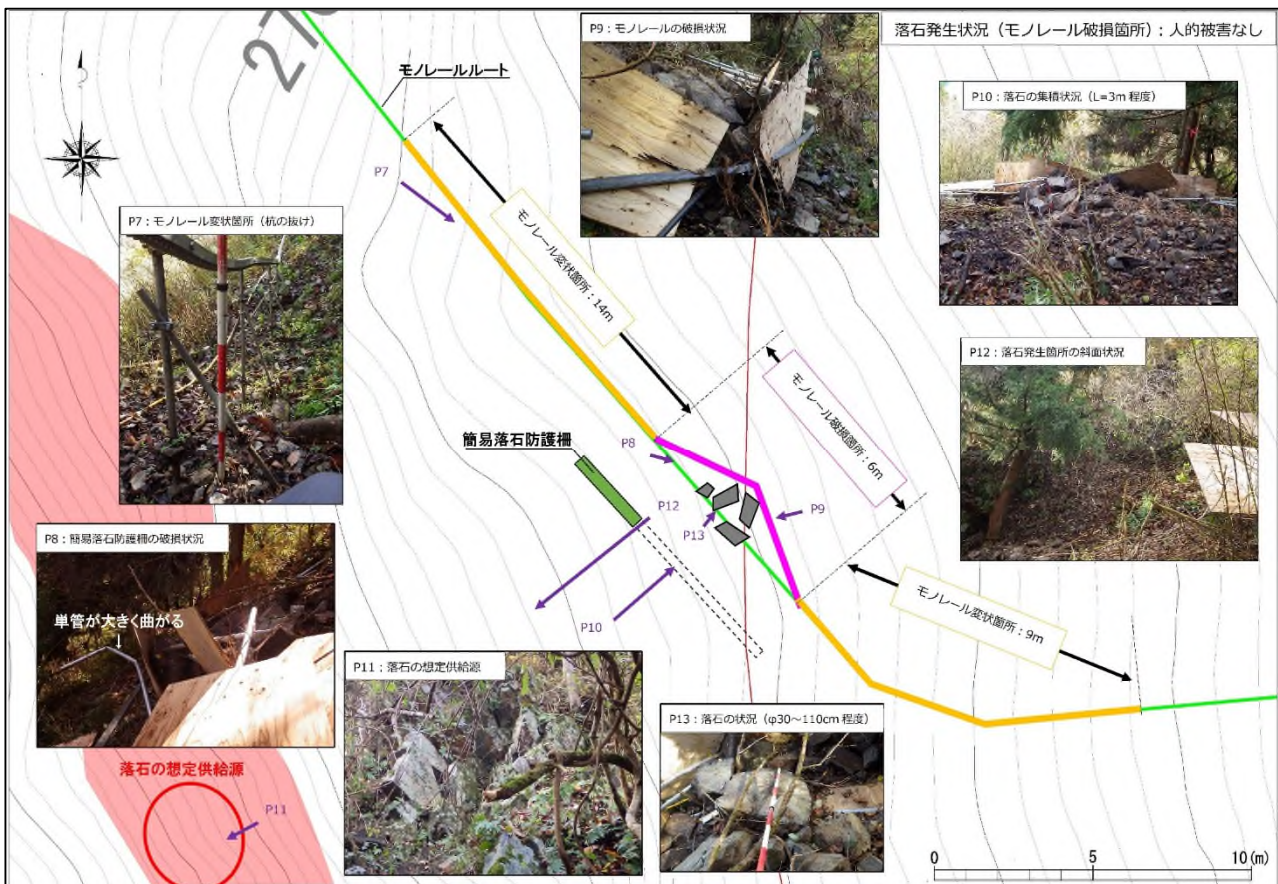 落石発生状況（モノレール破損箇所）：人的被害なし
P9：モノレールの破損状況
モノレールルート
P10：落石の集積状況（L=3m 程度）
P7
P7：モノレール変状箇所（杭の抜け）
モノレール変状箇所：14m
P12：落石発生箇所の斜面状況
モノレール破損箇所：6m
簡易落石防護柵
P8
P12
P9
P13
P8：簡易落石防護柵の破損状況
単管が大きく曲がる
モノレール変状箇所：9m
P10
P11：落石の想定供給源
P13：落石の状況（φ30～110cm 程度）
落石の想定供給源
P11
0 5 10(m)